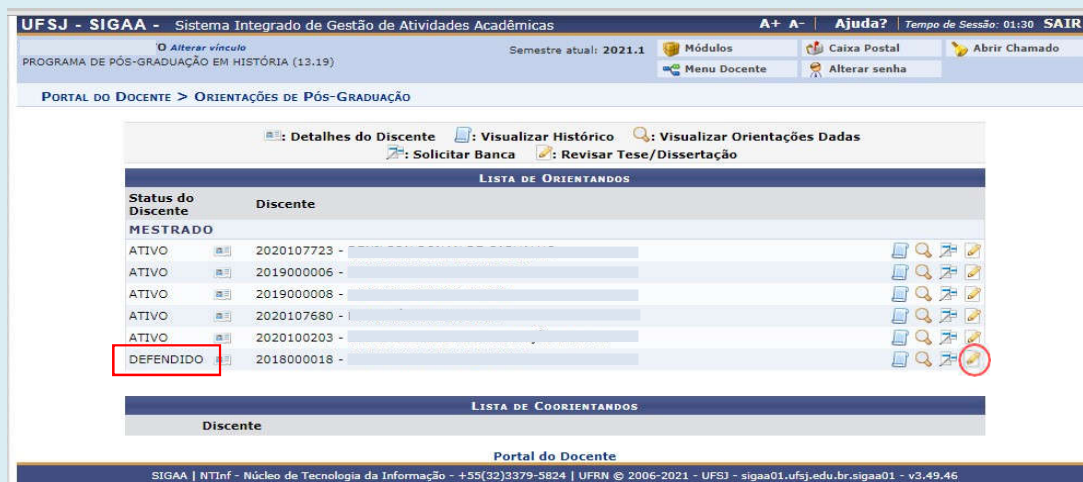 UFSJ - SIGAA - Sistema Integrado de Gestão de Atividades Acadêmicas A+ A- | Ajuda? | Tempo de Sessão: 01:30 SAIR
O Alterar vínculo Semestre atual: 2021.1 Módulos Caixa Postal Abrir Chamado
PROGRAMA DE PÓS-GRADUAÇÃO EM HISTÓRIA (13.19) Menu Docente Alterar senha
PORTAL DO DOCENTE > ORIENTAÇÕES DE PÓS-GRADUAÇÃO
: Detalhes do Discente : Visualizar Histórico : Visualizar Orientações Dadas
: Solicitar Banca : Revisar Tese/Dissertação
LISTA DE ORIENTANDOS
Status do Discente Discente
MESTRADO
ATIVO 2020107723 -
ATIVO 2019000006 -
ATIVO 2019000008 -
ATIVO 2020107680 -
ATIVO 2020100203 -
DEFENDIDO 2018000018 -
LISTA DE COORIENTANDOS
Discente
Portal do Docente
SIGAA | NTInf - Núcleo de Tecnologia da Informação - +55(32)3379-5824 | UFRN © 2006-2021 - UFSJ - sigaa01.ufsj.edu.br.sigaa01 - v3.49.46